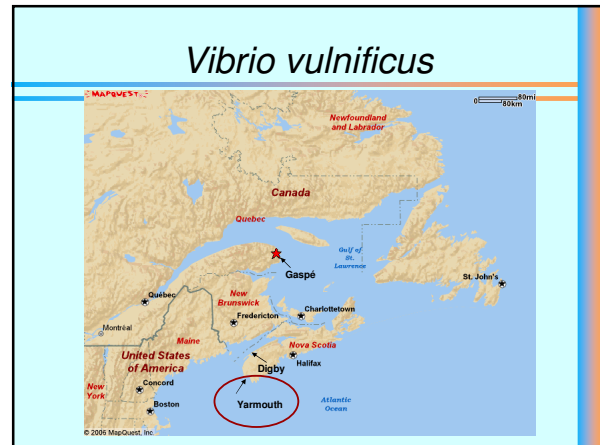 Vibrio vulnificus
MAPQUEST
0 80mi
80km
Newfoundland
and Labrador
Canada
Quebec
Gulf of
St.
Lawrence
Gaspé
St. John's
Québec
New
Brunswick
Charlottetown
Fredericton
Montréal
Maine
Nova Scotia
Halifax
United States
of America
Digby
New
York
Concord
Yarmouth
Atlantic
Ocean
Boston
© 2006 MapQuest, Inc